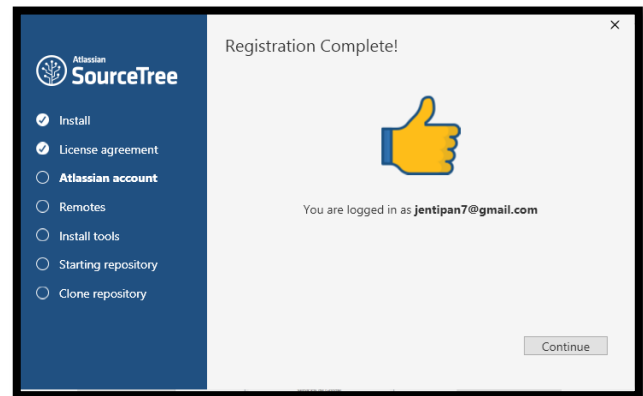 Atlassian
SourceTree
Install
License agreement
Atlassian account
Remotes
Install tools
Starting repository
Clone repository
Registration Complete!
You are logged in as jentipan7@gmail.com
Continue